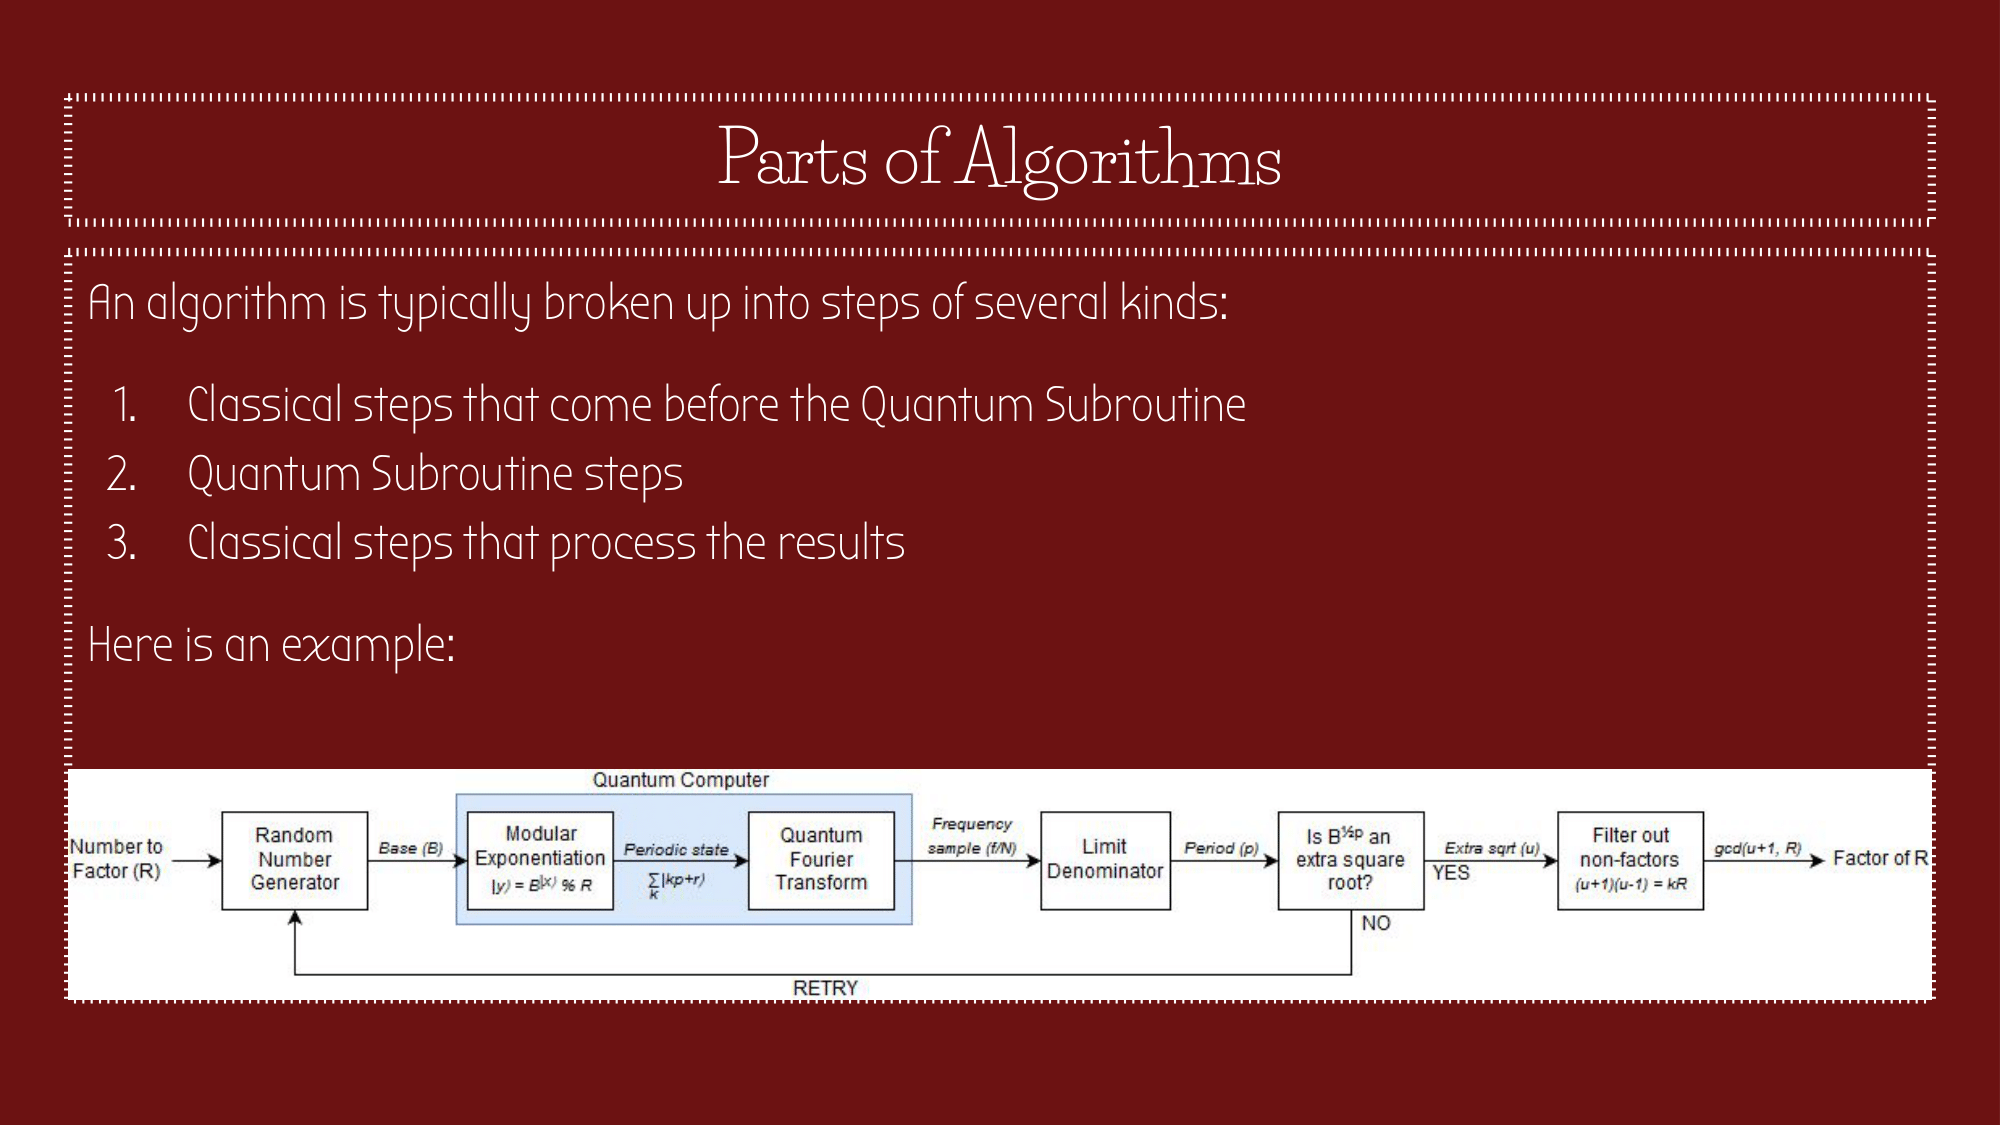 Parts of Algorithms
An algorithm is typically broken up into steps of several kinds:
1. Classical steps that come before the Quantum Subroutine
2. Quantum Subroutine steps
3. Classical steps that process the results
Here is an example:
Quantum Computer
Number to
Factor (R)
Random
Number
Generator
Base (B)
Modular
Exponentiation
|y⟩ = B^|x⟩ % R
Periodic state
∑|kp+r⟩
k
Quantum
Fourier
Transform
Frequency
sample (f/N)
Limit
Denominator
Period (p)
Is B^½p an
extra square
root?
Extra sqrt (u)
YES
NO
Filter out
non-factors
(u+1)(u-1) = kR
gcd(u+1, R)
Factor of R
RETRY